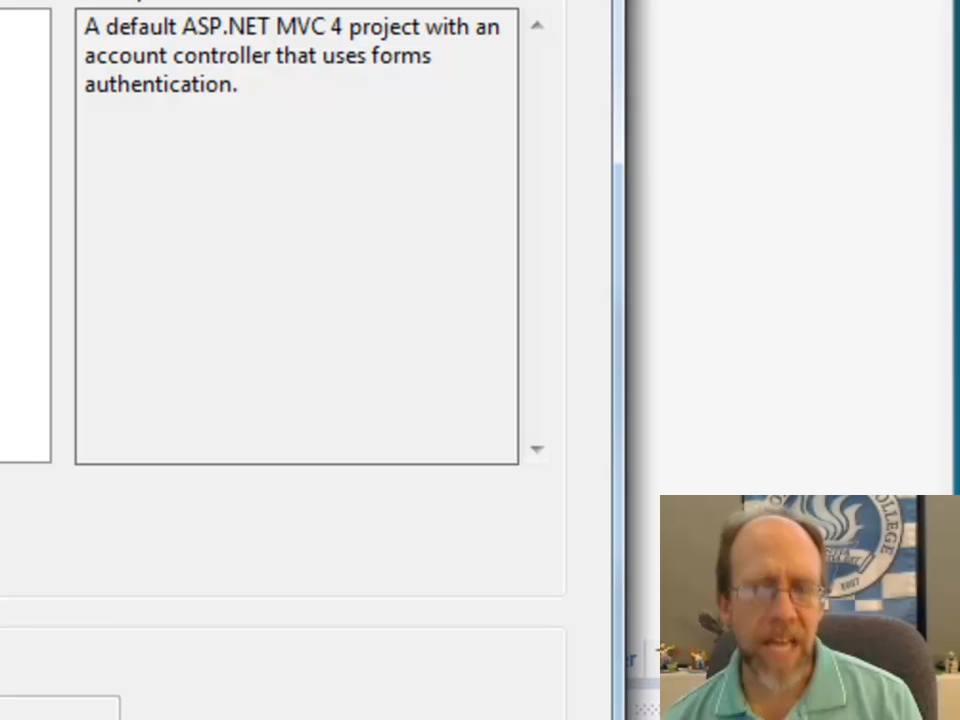 A default ASP.NET MVC 4 project with an
account controller that uses forms
authentication.